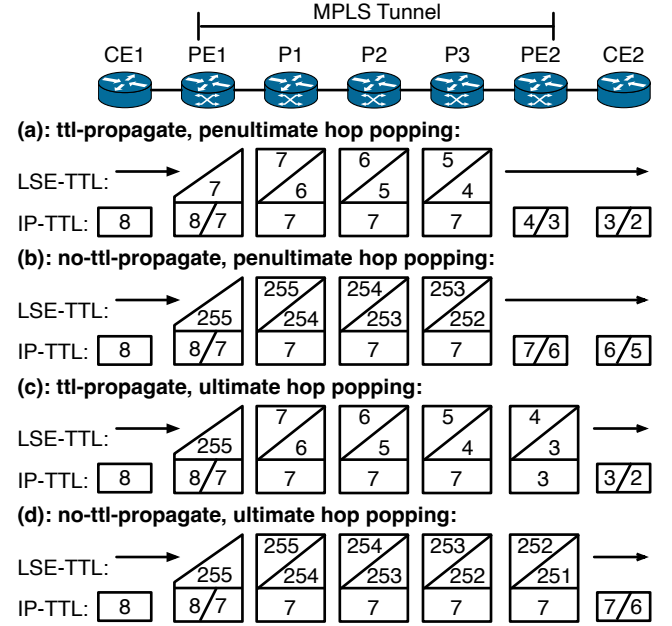 MPLS Tunnel
CE1 PE1 P1 P2 P3 PE2 CE2
(a): ttl-propagate, penultimate hop popping:
7 6 5
LSE-TTL: 7 6 5 4
IP-TTL: 8 8/7 7 7 7 4/3 3/2
(b): no-ttl-propagate, penultimate hop popping:
255 254 253
LSE-TTL: 255 254 253 252
IP-TTL: 8 8/7 7 7 7 7/6 6/5
(c): ttl-propagate, ultimate hop popping:
7 6 5 4
LSE-TTL: 255 6 5 4 3
IP-TTL: 8 8/7 7 7 7 3 3/2
(d): no-ttl-propagate, ultimate hop popping:
255 254 253 252
LSE-TTL: 255 254 253 252 251
IP-TTL: 8 8/7 7 7 7 7 7/6